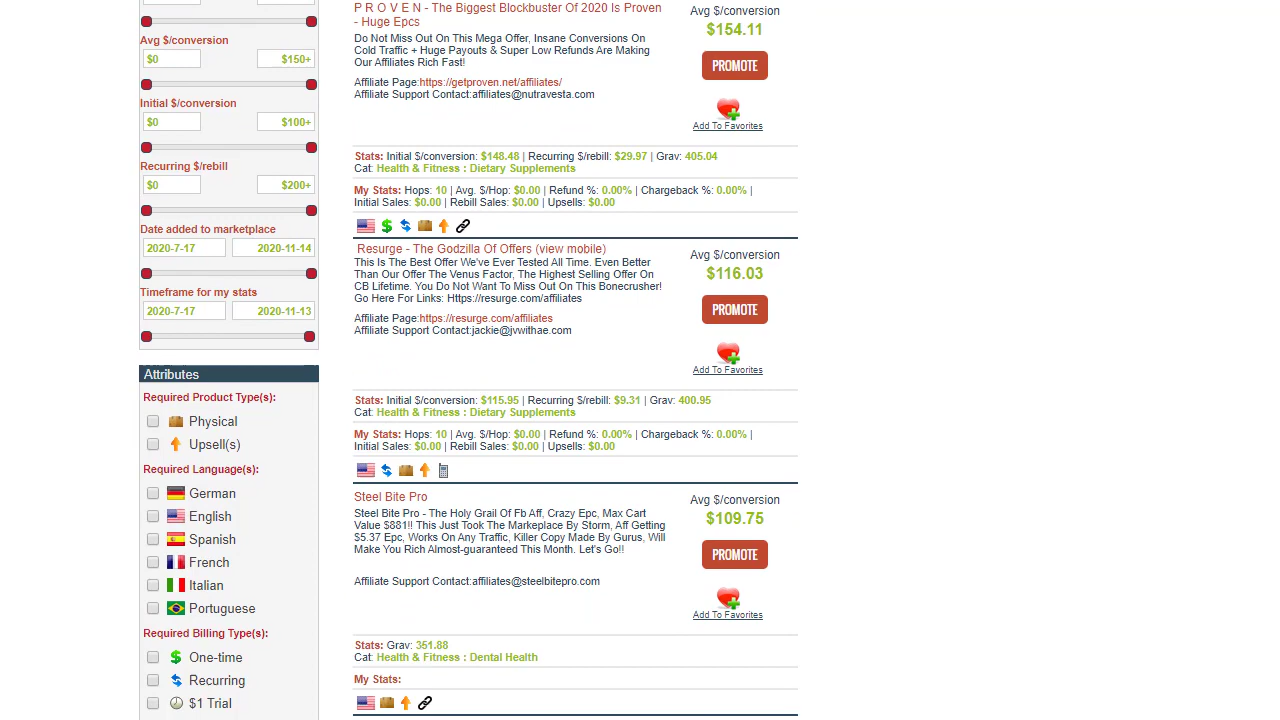 Avg $/conversion
$0
$150+
Initial $/conversion
$0
$100+
Recurring $/rebill
$0
$200+
Date added to marketplace
2020-7-17
2020-11-14
Timeframe for my stats
2020-7-17
2020-11-13
Attributes
Required Product Type(s):
Physical
Upsell(s)
Required Language(s):
German
English
Spanish
French
Italian
Portuguese
Required Billing Type(s):
One-time
Recurring
$1 Trial
P R O V E N - The Biggest Blockbuster Of 2020 Is Proven
- Huge Epcs
Do Not Miss Out On This Mega Offer, Insane Conversions On
Cold Traffic + Huge Payouts & Super Low Refunds Are Making
Our Affiliates Rich Fast!
Affiliate Page:https://getproven.net/affiliates/
Affiliate Support Contact:affiliates@nutravesta.com
Avg $/conversion
$154.11
PROMOTE
Add To Favorites
Stats: Initial $/conversion: $148.48 | Recurring $/rebill: $29.97 | Grav: 405.04
Cat: Health & Fitness : Dietary Supplements
My Stats: Hops: 10 | Avg. $/Hop: $0.00 | Refund %: 0.00% | Chargeback %: 0.00% |
Initial Sales: $0.00 | Rebill Sales: $0.00 | Upsells: $0.00
Resurge - The Godzilla Of Offers (view mobile)
This Is The Best Offer We've Ever Tested All Time. Even Better
Than Our Offer The Venus Factor, The Highest Selling Offer On
CB Lifetime. You Do Not Want To Miss Out On This Bonecrusher!
Go Here For Links: Https://resurge.com/affiliates
Affiliate Page:https://resurge.com/affiliates
Affiliate Support Contact:jackie@jvwithae.com
Avg $/conversion
$116.03
PROMOTE
Add To Favorites
Stats: Initial $/conversion: $115.95 | Recurring $/rebill: $9.31 | Grav: 400.95
Cat: Health & Fitness : Dietary Supplements
My Stats: Hops: 10 | Avg. $/Hop: $0.00 | Refund %: 0.00% | Chargeback %: 0.00% |
Initial Sales: $0.00 | Rebill Sales: $0.00 | Upsells: $0.00
Steel Bite Pro
Steel Bite Pro - The Holy Grail Of Fb Aff, Crazy Epc, Max Cart
Value $881!! This Just Took The Markeplace By Storm, Aff Getting
$5.37 Epc, Works On Any Traffic, Killer Copy Made By Gurus, Will
Make You Rich Almost-guaranteed This Month. Let's Go!!
Affiliate Support Contact:affiliates@steelbitepro.com
Avg $/conversion
$109.75
PROMOTE
Add To Favorites
Stats: Grav: 351.88
Cat: Health & Fitness : Dental Health
My Stats: